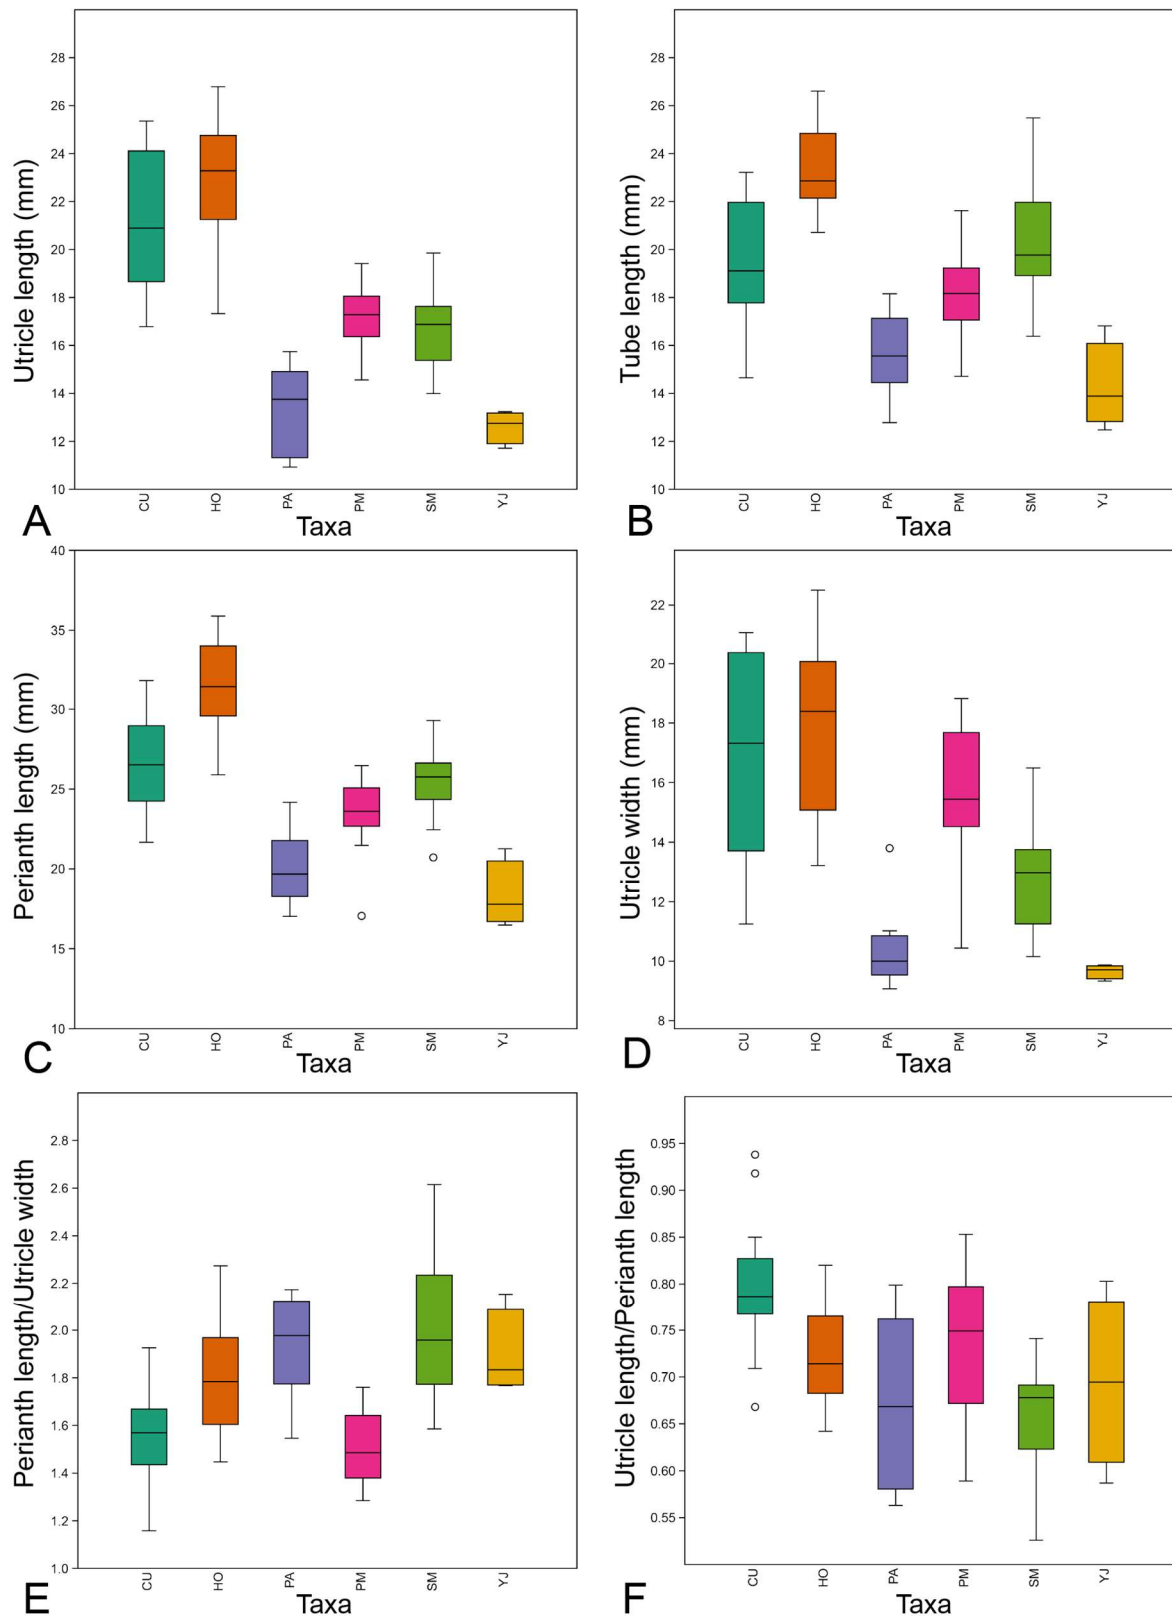 Utricle length (mm)
28
26
24
22
20
18
16
14
12
10
CU
HO
PA
PM
SM
YJ
A
Taxa
Tube length (mm)
28
26
24
22
20
18
16
14
12
10
CU
HO
PA
PM
SM
YJ
B
Taxa
Perianth length (mm)
40
35
30
25
20
15
10
CU
HO
PA
PM
SM
YJ
C
Taxa
Utricle width (mm)
22
20
18
16
14
12
10
8
CU
HO
PA
PM
SM
YJ
D
Taxa
Perianth length/Utricle width
2.8
2.6
2.4
2.2
2.0
1.8
1.6
1.4
1.2
1.0
CU
HO
PA
PM
SM
YJ
E
Taxa
Utricle length/Perianth length
0.95
0.90
0.85
0.80
0.75
0.70
0.65
0.60
0.55
CU
HO
PA
PM
SM
YJ
F
Taxa